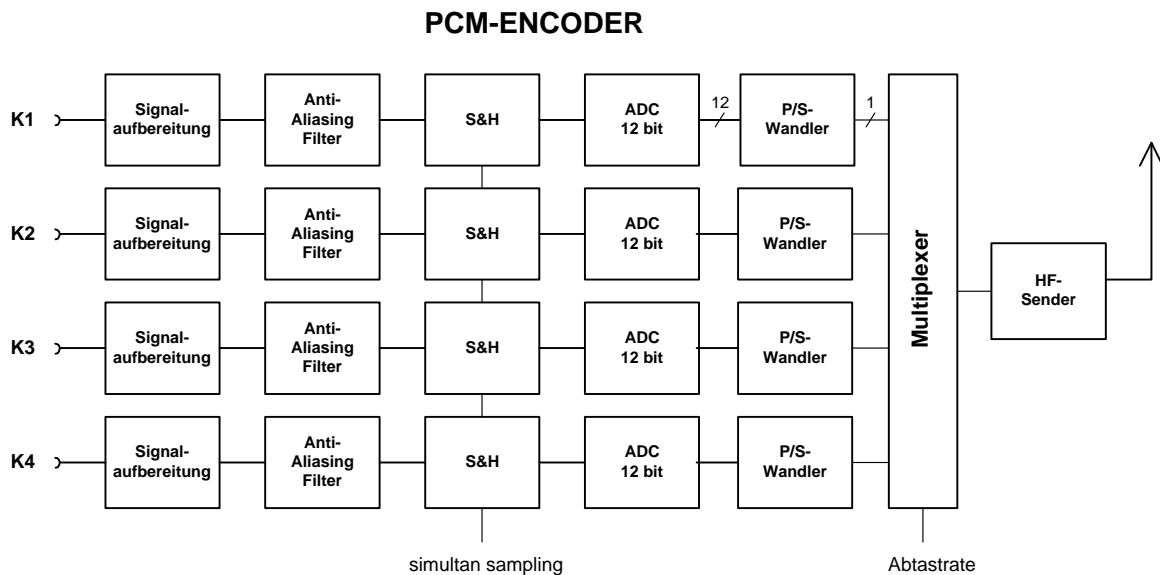 PCM-ENCODER
K1
Signal-
aufbereitung
Anti-
Aliasing
Filter
S&H
ADC
12 bit
12
P/S-
Wandler
1
K2
Signal-
aufbereitung
Anti-
Aliasing
Filter
S&H
ADC
12 bit
P/S-
Wandler
K3
Signal-
aufbereitung
Anti-
Aliasing
Filter
S&H
ADC
12 bit
P/S-
Wandler
K4
Signal-
aufbereitung
Anti-
Aliasing
Filter
S&H
ADC
12 bit
P/S-
Wandler
Multiplexer
HF-
Sender
simultan sampling
Abtastrate